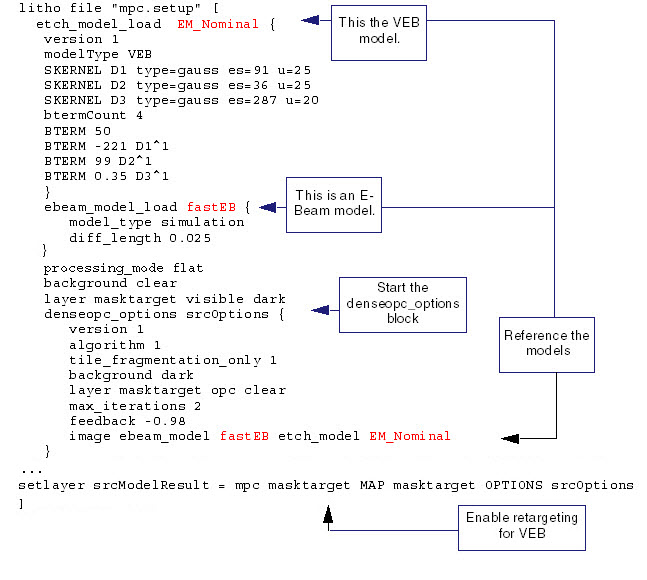 litho file "mpc.setup" [
etch_model_load EM_Nominal {
This the VEB
model.
version 1
modelType VEB
SKERNEL D1 type=gauss es=91 u=25
SKERNEL D2 type=gauss es=36 u=25
SKERNEL D3 type=gauss es=287 u=20
btermCount 4
BTERM 50
BTERM -221 D1^1
BTERM 99 D2^1
BTERM 0.35 D3^1
}
ebeam_model_load fastEB {
This is an E-
Beam model.
model_type simulation
diff_length 0.025
}
processing_mode flat
background clear
layer masktarget visible dark
denseopc_options srcOptions {
Start the
denseopc_options
block
version 1
algorithm 1
tile_fragmentation_only 1
background dark
layer masktarget opc clear
max_iterations 2
feedback -0.98
image ebeam_model fastEB etch_model EM_Nominal
Reference the
models
}
...
setlayer srcModelResult = mpc masktarget MAP masktarget OPTIONS srcOptions
]
Enable retargeting
for VEB